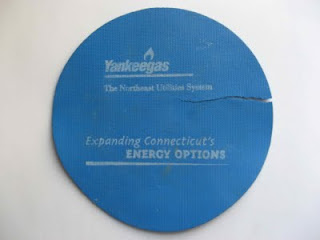 Yankeegas
The Northeast Utilities System
Expanding Connecticut's
ENERGY OPTIONS